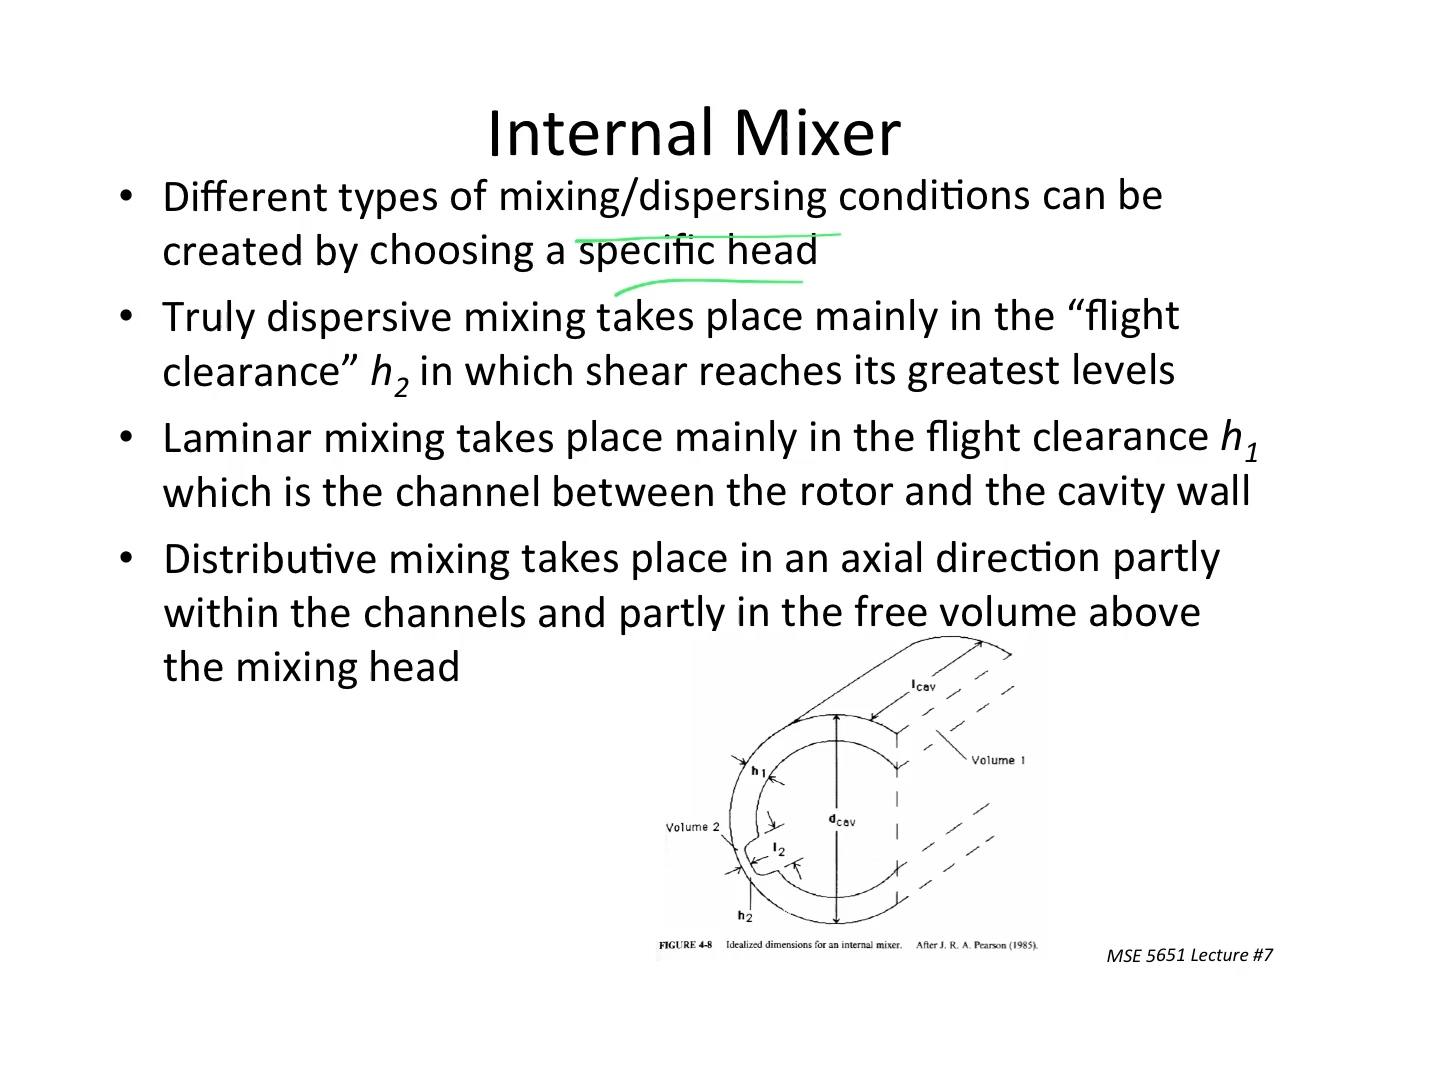 Internal Mixer
• Different types of mixing/dispersing conditions can be
created by choosing a specific head
• Truly dispersive mixing takes place mainly in the “flight
clearance” h2 in which shear reaches its greatest levels
• Laminar mixing takes place mainly in the flight clearance h1
which is the channel between the rotor and the cavity wall
• Distributive mixing takes place in an axial direction partly
within the channels and partly in the free volume above
the mixing head
lcav
Volume 1
h1
dcav
Volume 2
l2
h2
FIGURE 4-8 Idealized dimensions for an internal mixer. After J. R. A. Pearson (1985).
MSE 5651 Lecture #7